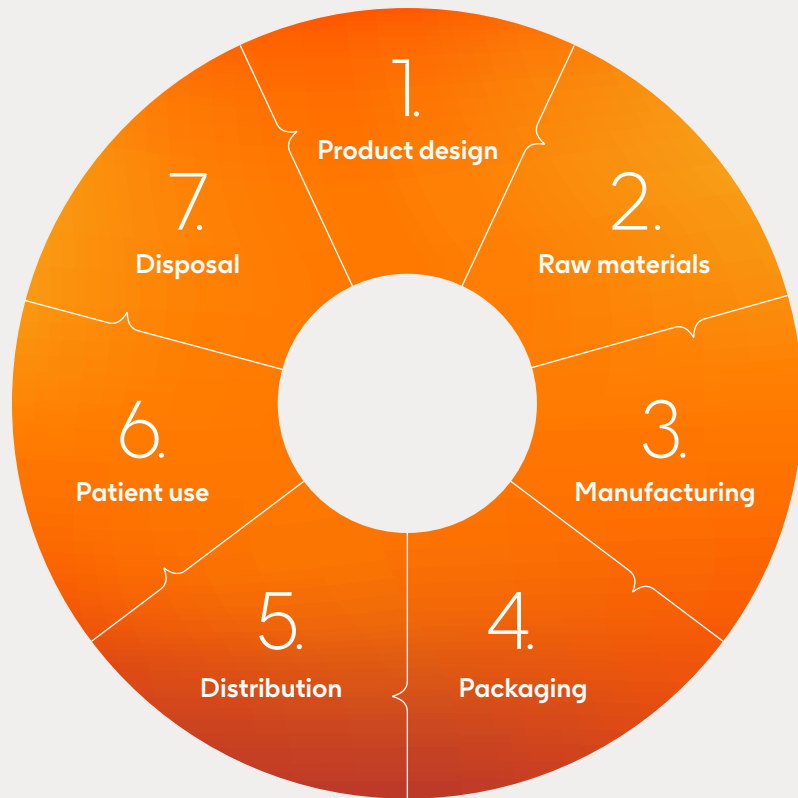 1.
Product design
2.
Raw materials
3.
Manufacturing
4.
Packaging
5.
Distribution
6.
Patient use
7.
Disposal